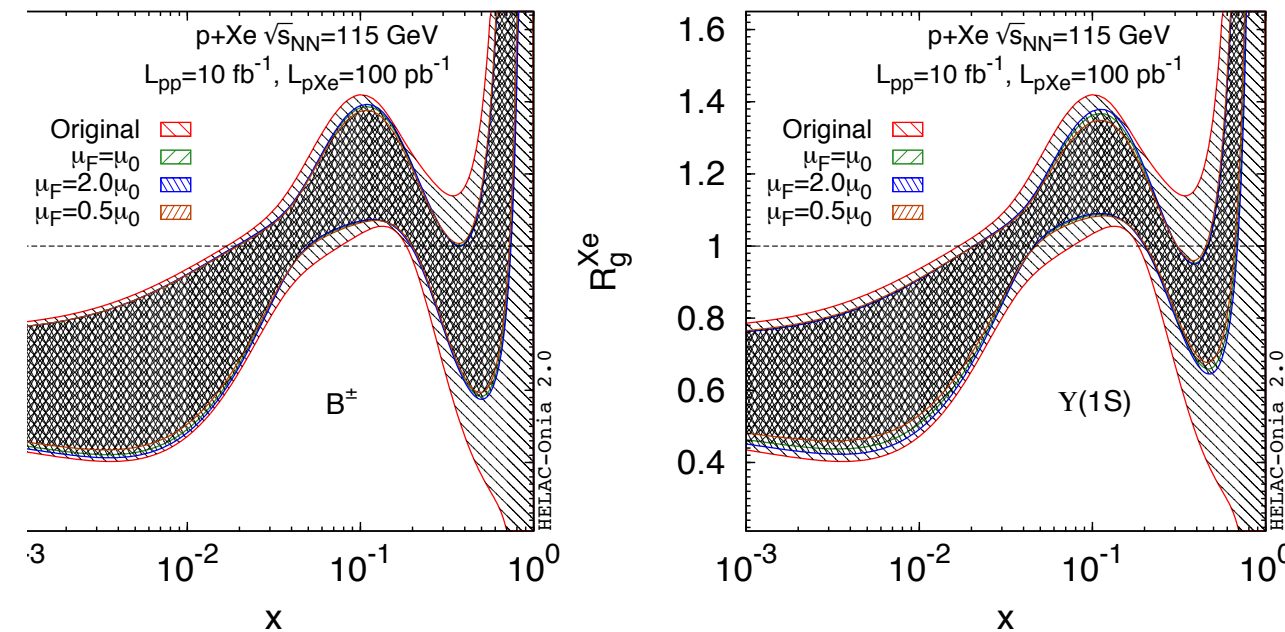 p+Xe √sNN=115 GeV
Lpp=10 fb-1, LpXe=100 pb-1
Original
μF=μ0
μF=2.0μ0
μF=0.5μ0
B±
HELAC-Onia 2.0
-3
10-2
10-1
100
x
RgXe
1.6
1.4
1.2
1
0.8
0.6
0.4
p+Xe √sNN=115 GeV
Lpp=10 fb-1, LpXe=100 pb-1
Original
μF=μ0
μF=2.0μ0
μF=0.5μ0
Υ(1S)
HELAC-Onia 2.0
10-3
10-2
10-1
100
x